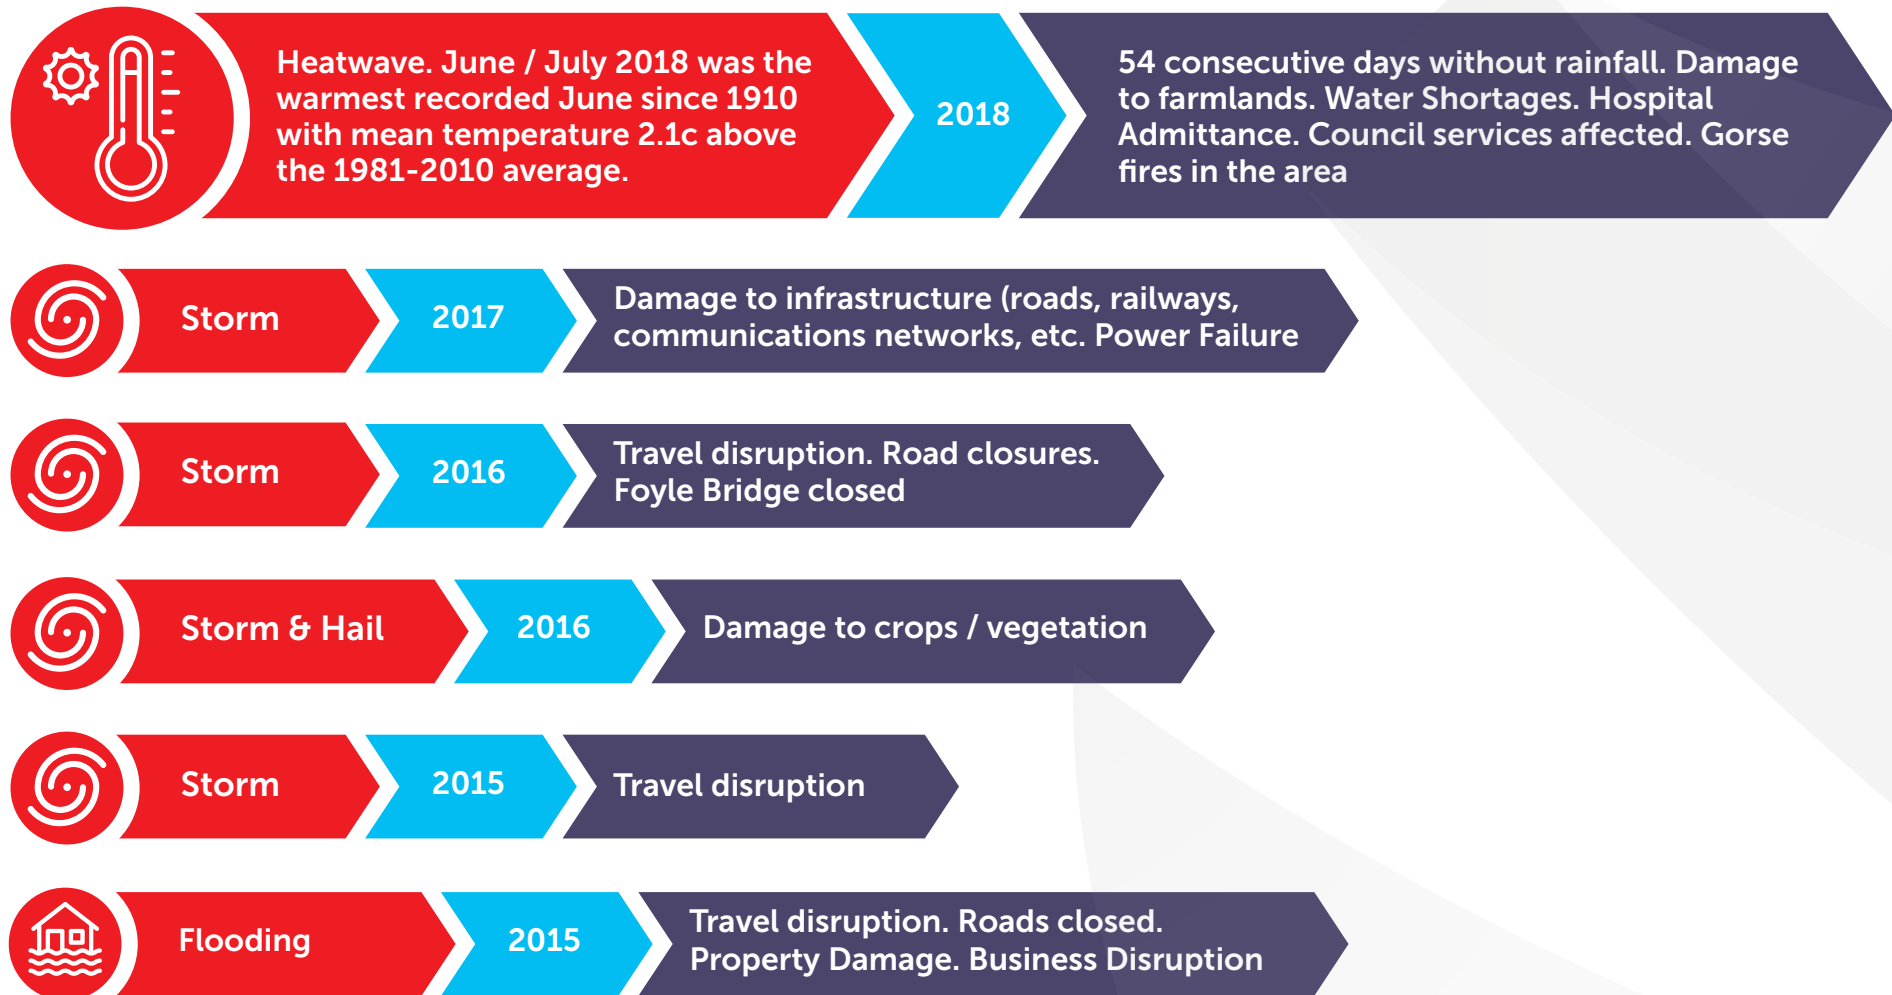 Heatwave. June / July 2018 was the
warmest recorded June since 1910
with mean temperature 2.1c above
the 1981-2010 average.
2018
54 consecutive days without rainfall. Damage
to farmlands. Water Shortages. Hospital
Admittance. Council services affected. Gorse
fires in the area
Storm
2017
Damage to infrastructure (roads, railways,
communications networks, etc. Power Failure
Storm
2016
Travel disruption. Road closures.
Foyle Bridge closed
Storm & Hail
2016
Damage to crops / vegetation
Storm
2015
Travel disruption
Flooding
2015
Travel disruption. Roads closed.
Property Damage. Business Disruption